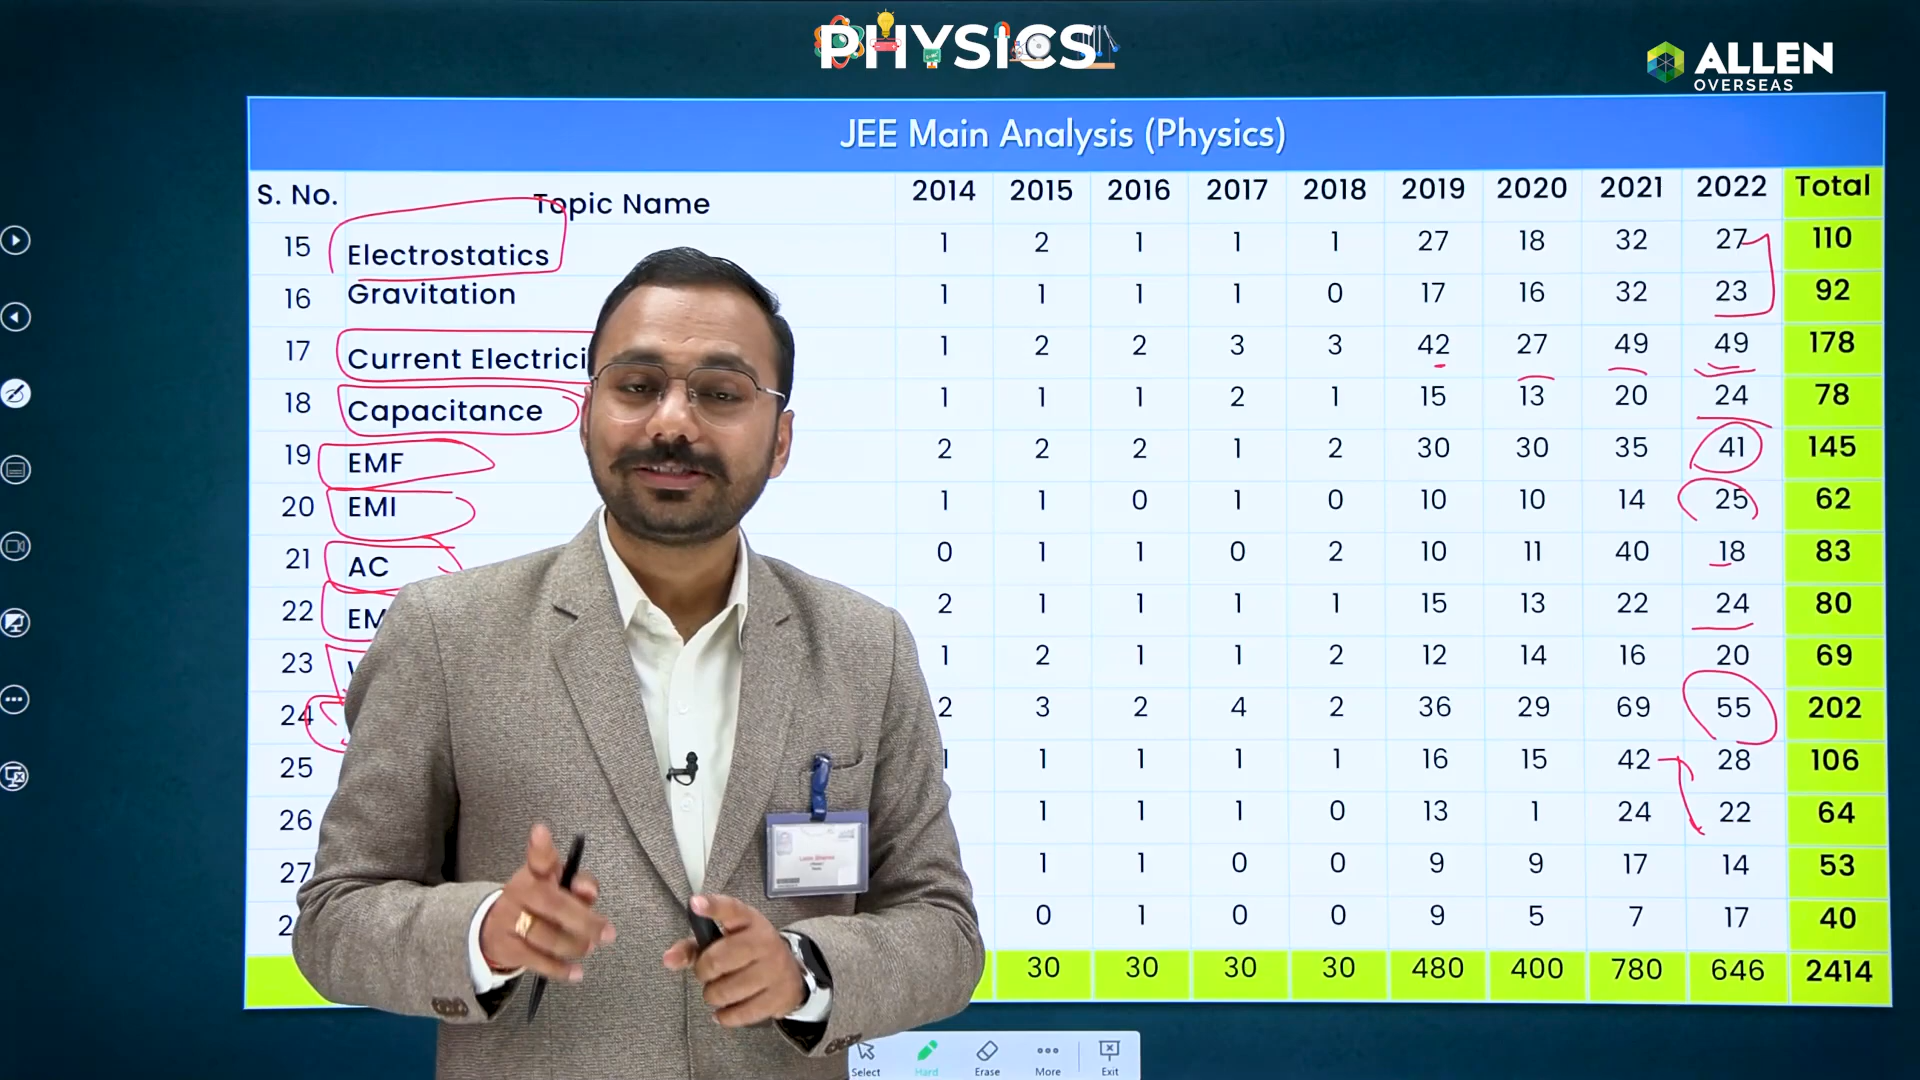 PHYSICS
ALLEN
OVERSEAS
JEE Main Analysis (Physics)
S. No. Topic Name 2014 2015 2016 2017 2018 2019 2020 2021 2022 Total
15 Electrostatics 1 2 1 1 1 27 18 32 27 110
16 Gravitation 1 1 1 1 0 17 16 32 23 92
17 Current Electrici 1 2 2 3 3 42 27 49 49 178
18 Capacitance 1 1 1 2 1 15 13 20 24 78
19 EMF 2 2 2 1 2 30 30 35 41 145
20 EMI 1 1 0 1 0 10 10 14 25 62
21 AC 0 1 1 0 2 10 11 40 18 83
22 EM 2 1 1 1 1 15 13 22 24 80
23 1 2 1 1 2 12 14 16 20 69
24 2 3 2 4 2 36 29 69 55 202
25 1 1 1 1 1 16 15 42 28 106
26 1 1 1 0 13 1 24 22 64
27 1 1 0 0 9 9 17 14 53
2 0 1 0 0 9 5 7 17 40
30 30 30 30 480 400 780 646 2414
Select Hard Erase More Exit